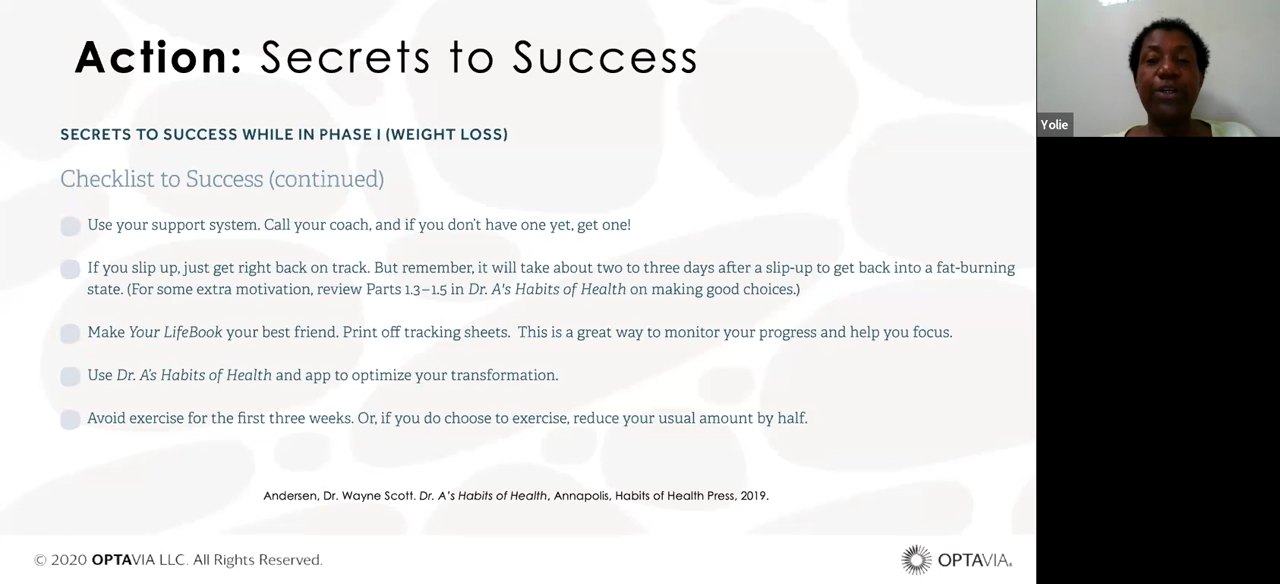 Action: Secrets to Success
SECRETS TO SUCCESS WHILE IN PHASE I (WEIGHT LOSS)
Checklist to Success (continued)
Use your support system. Call your coach, and if you don't have one yet, get one!
If you slip up, just get right back on track. But remember, it will take about two to three days after a slip-up to get back into a fat-burning
state. (For some extra motivation, review Parts 1.3–1.5 in Dr. A's Habits of Health on making good choices.)
Make Your LifeBook your best friend. Print off tracking sheets. This is a great way to monitor your progress and help you focus.
Use Dr. A's Habits of Health and app to optimize your transformation.
Avoid exercise for the first three weeks. Or, if you do choose to exercise, reduce your usual amount by half.
Andersen, Dr. Wayne Scott. Dr. A's Habits of Health, Annapolis, Habits of Health Press, 2019.
© 2020 OPTAVIA LLC. All Rights Reserved.
OPTAVIA®
Yolie